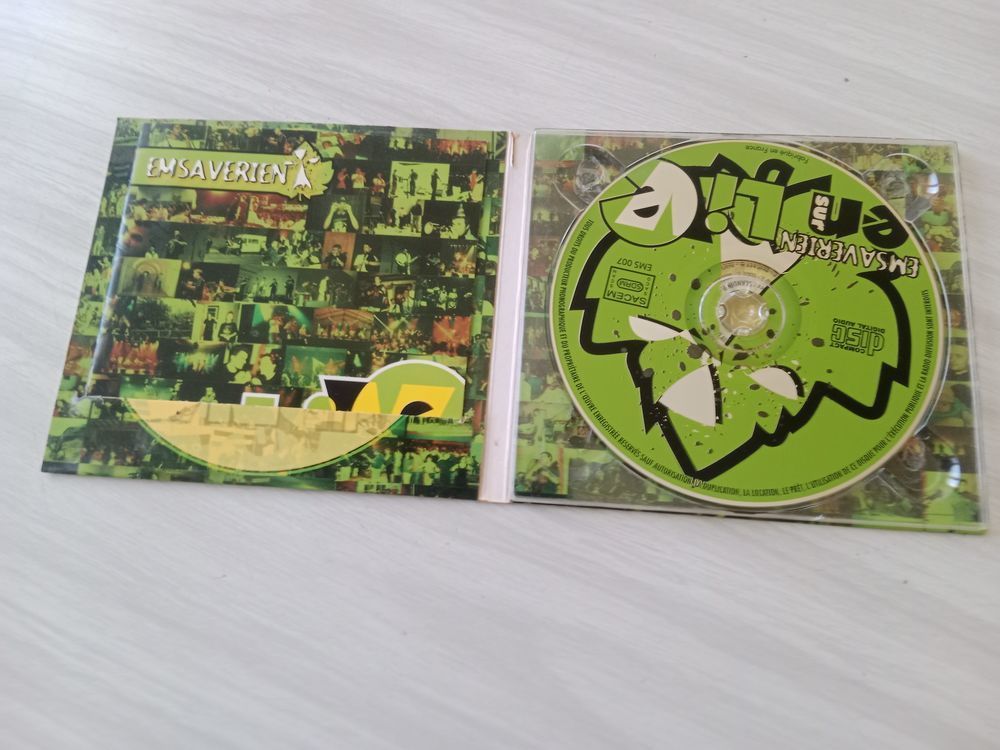 EMSAVERIEN
Fabriqué en France
EMSAVERIEN
sur
en
Li
e
EMS 007
SACEM
SDRM
COMPACT
disc
DIGITAL AUDIO
TOUS DROITS DU PRODUCTEUR PHONOGRAPHIQUE ET DU PROPRIÉTAIRE DE L'ŒUVRE ENREGISTRÉE RÉSERVÉS SAUF AUTORISATION, LA DUPLICATION, LA LOCATION, LE PRÊT, L'UTILISATION DE CE DISQUE POUR L'EXÉCUTION PUBLIQUE ET LA RADIO DIFFUSION SONT INTERDITS